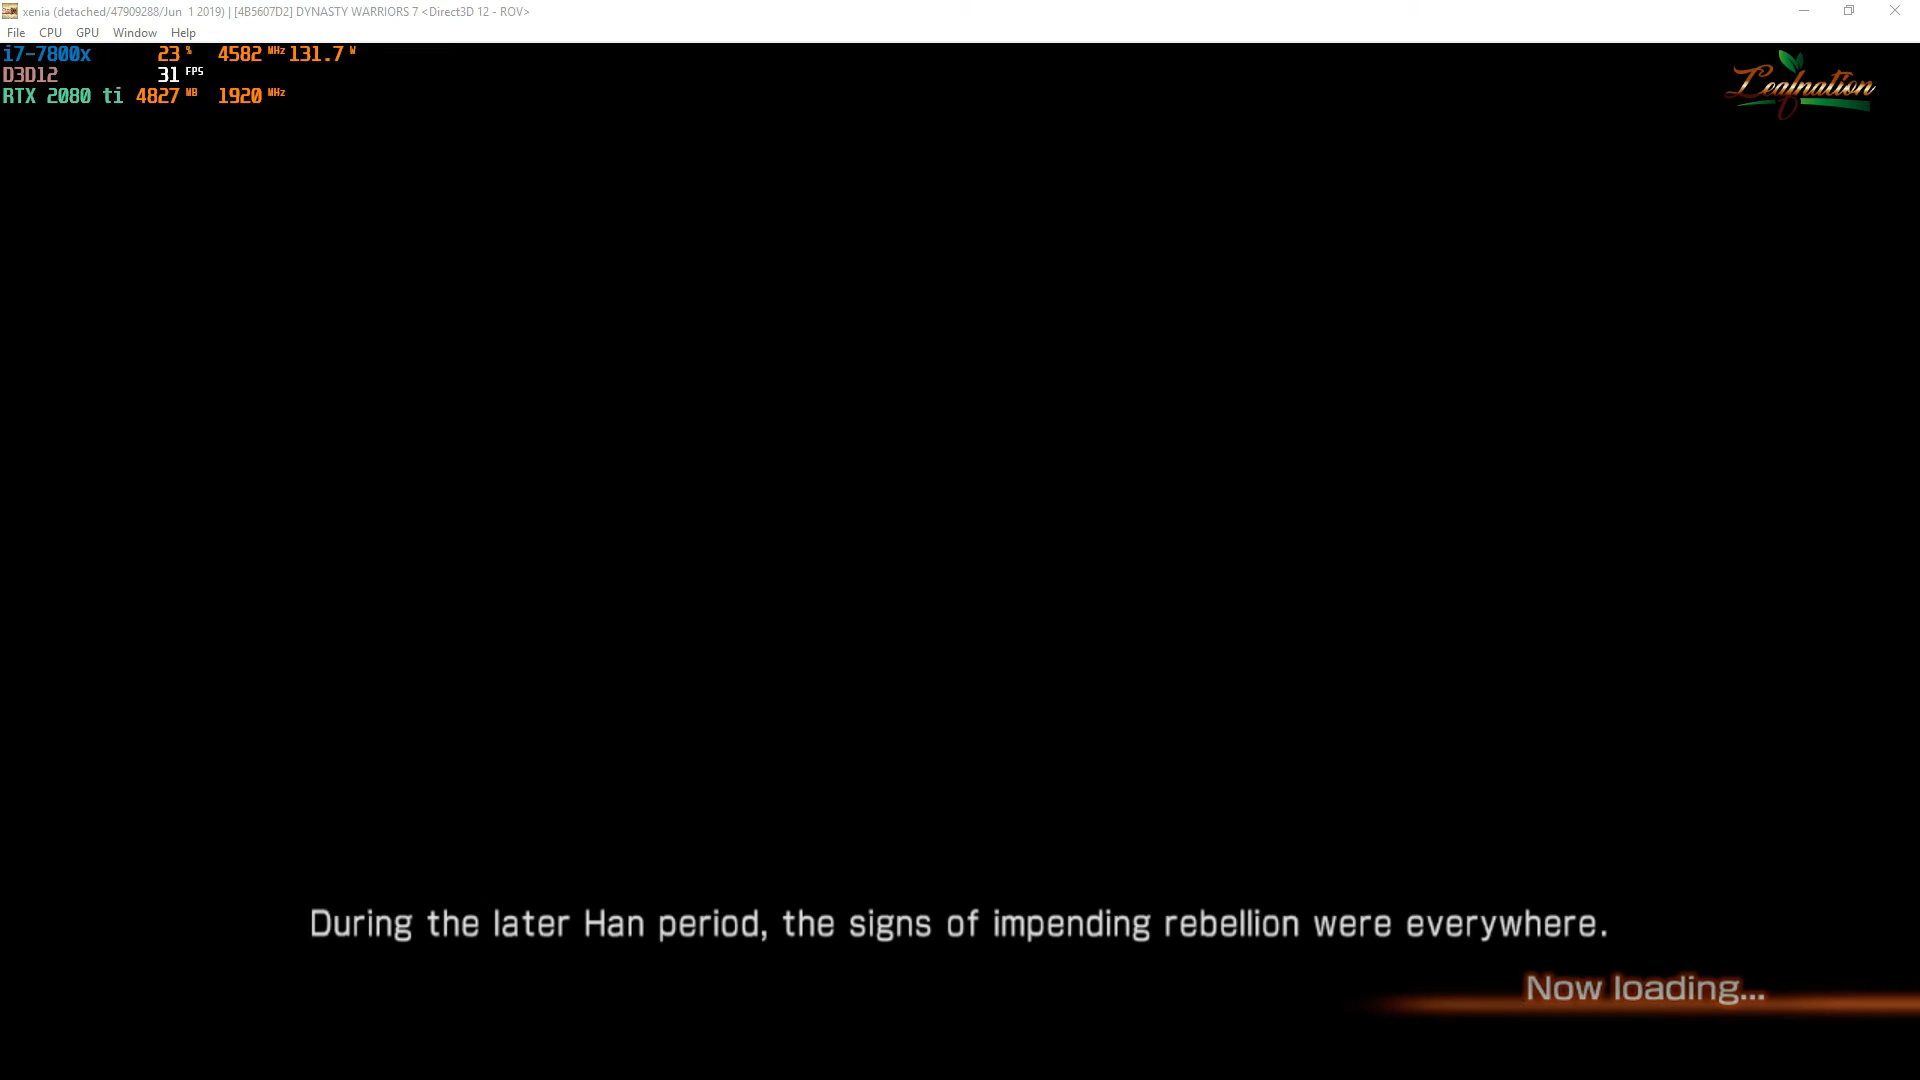 xenia (detached/47909288/Jun 1 2019) | [4B5607D2] DYNASTY WARRIORS 7 <Direct3D 12 - ROV>
File CPU GPU Window Help
i7-7800x 23 % 4582 MHz 131.7 W
D3D12 31 FPS
RTX 2080 ti 4827 MB 1920 MHz
Leafnation
During the later Han period, the signs of impending rebellion were everywhere.
Now loading...